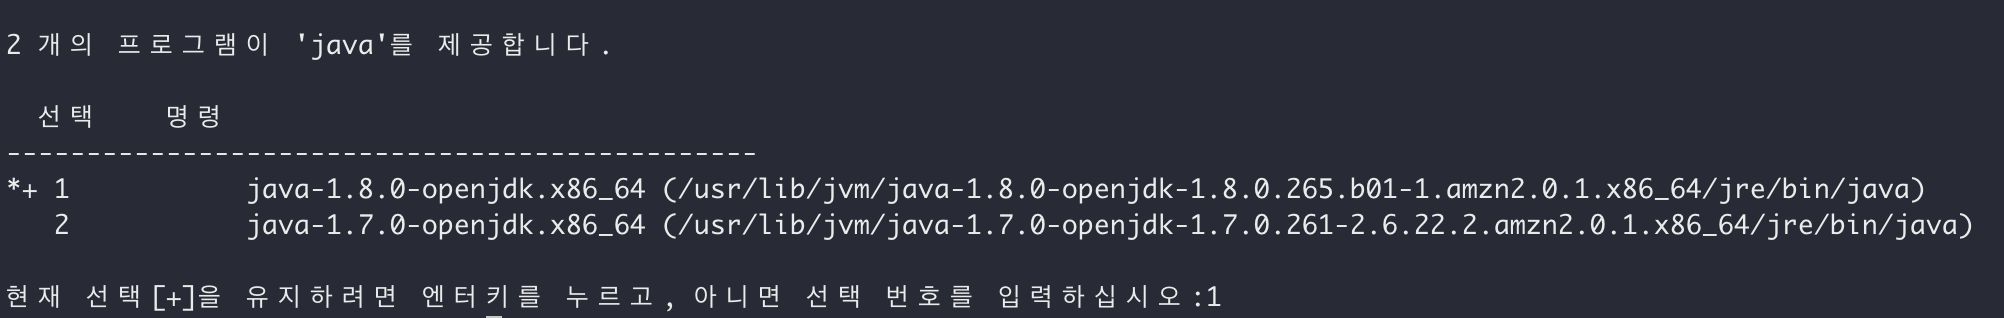 2 개의 프로그램이 'java'를 제공합니다.
선택 명령
-----------------------------------------------
*+ 1 java-1.8.0-openjdk.x86_64 (/usr/lib/jvm/java-1.8.0-openjdk-1.8.0.265.b01-1.amzn2.0.1.x86_64/jre/bin/java)
2 java-1.7.0-openjdk.x86_64 (/usr/lib/jvm/java-1.7.0-openjdk-1.7.0.261-2.6.22.2.amzn2.0.1.x86_64/jre/bin/java)
현재 선택[+]을 유지하려면 엔터키를 누르고, 아니면 선택 번호를 입력하십시오:1